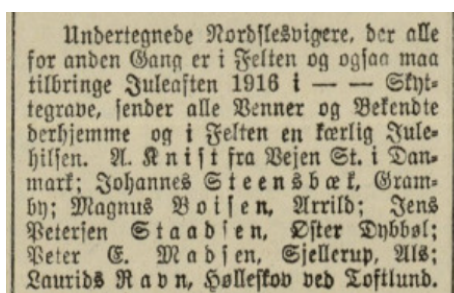 Undertegnede Nordslesvigere, der alle
for anden Gang er i Felten og ogsaa maa
tilbringe Juleaften 1916 i — — Skyt-
tegrave, sender alle Venner og Bekendte
derhjemme og i Felten en kærlig Jule-
hilsen. A. Knist fra Vejen St. i Dan-
mark; Johannes Steensbæk, Gram-
by; Magnus Boisen, Arrild; Jens
Petersen Staadsen, Øster Dybbøl;
Peter E. Madsen, Sjellerup, Als;
Laurids Ravn, Hølleskov ved Toftlund.